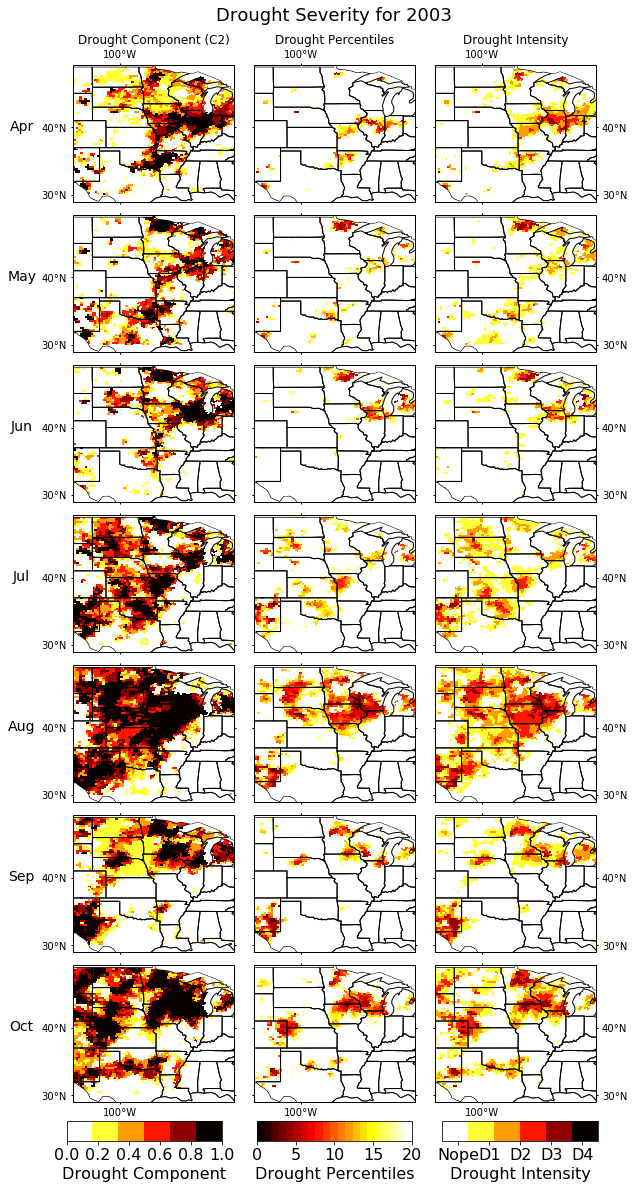 Drought Severity for 2003
Drought Component (C2) Drought Percentiles Drought Intensity
100°W 100°W 100°W
Apr 40°N 40°N
30°N 30°N
May 40°N 40°N
30°N 30°N
Jun 40°N 40°N
30°N 30°N
Jul 40°N 40°N
30°N 30°N
Aug 40°N 40°N
30°N 30°N
Sep 40°N 40°N
30°N 30°N
Oct 40°N 40°N
30°N 30°N
100°W 100°W 100°W
0.0 0.2 0.4 0.6 0.8 1.0 0 5 10 15 20 Nope D1 D2 D3 D4
Drought Component Drought Percentiles Drought Intensity